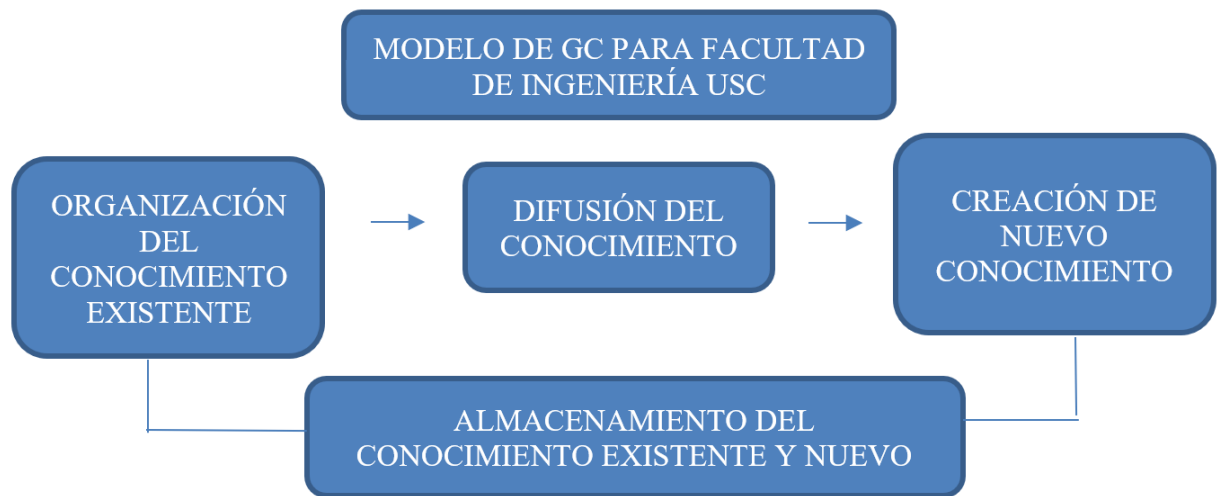 MODELO DE GC PARA FACULTAD
DE INGENIERÍA USC
ORGANIZACIÓN
DEL
CONOCIMIENTO
EXISTENTE
DIFUSIÓN DEL
CONOCIMIENTO
CREACIÓN DE
NUEVO
CONOCIMIENTO
ALMACENAMIENTO DEL
CONOCIMIENTO EXISTENTE Y NUEVO